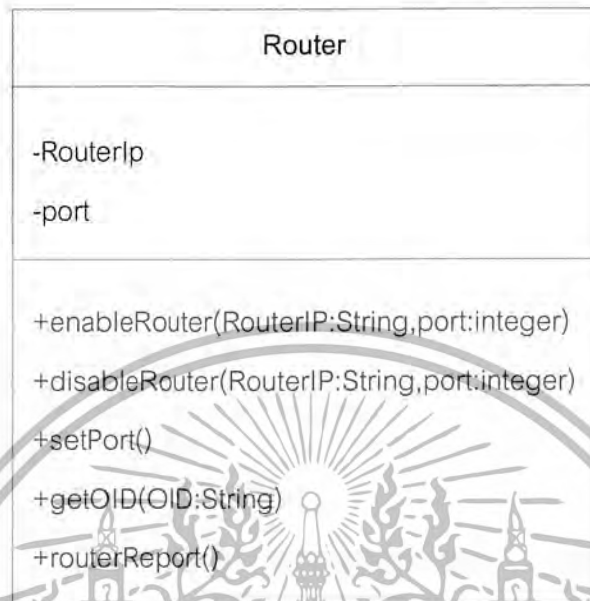 Router
-RouterIp
-port
+enableRouter(RouterIP:String,port:integer)
+disableRouter(RouterIP:String,port:integer)
+setPort()
+getOID(OID:String)
+routerReport()